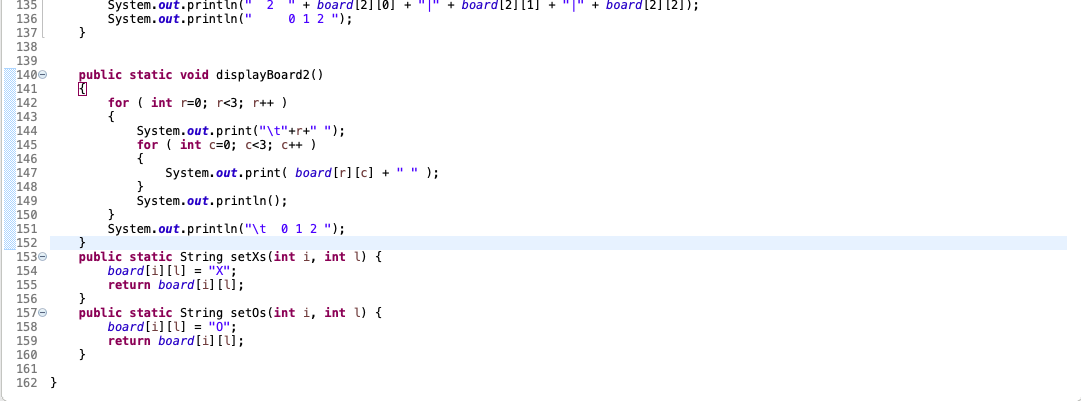 135 System.out.println("  2  " + board[2][0] + "|" + board[2][1] + "|" + board[2][2]);
136         System.out.println("     0 1 2 ");
137     }
138
139
140     public static void displayBoard2()
141     {
142         for ( int r=0; r<3; r++ )
143         {
144             System.out.print("\t"+r+" ");
145             for ( int c=0; c<3; c++ )
146             {
147                 System.out.print( board[r][c] + " " );
148             }
149             System.out.println();
150         }
151         System.out.println("\t  0 1 2 ");
152     }
153     public static String setXs(int i, int l) {
154         board[i][l] = "X";
155         return board[i][l];
156     }
157     public static String setOs(int i, int l) {
158         board[i][l] = "O";
159         return board[i][l];
160     }
161
162 }